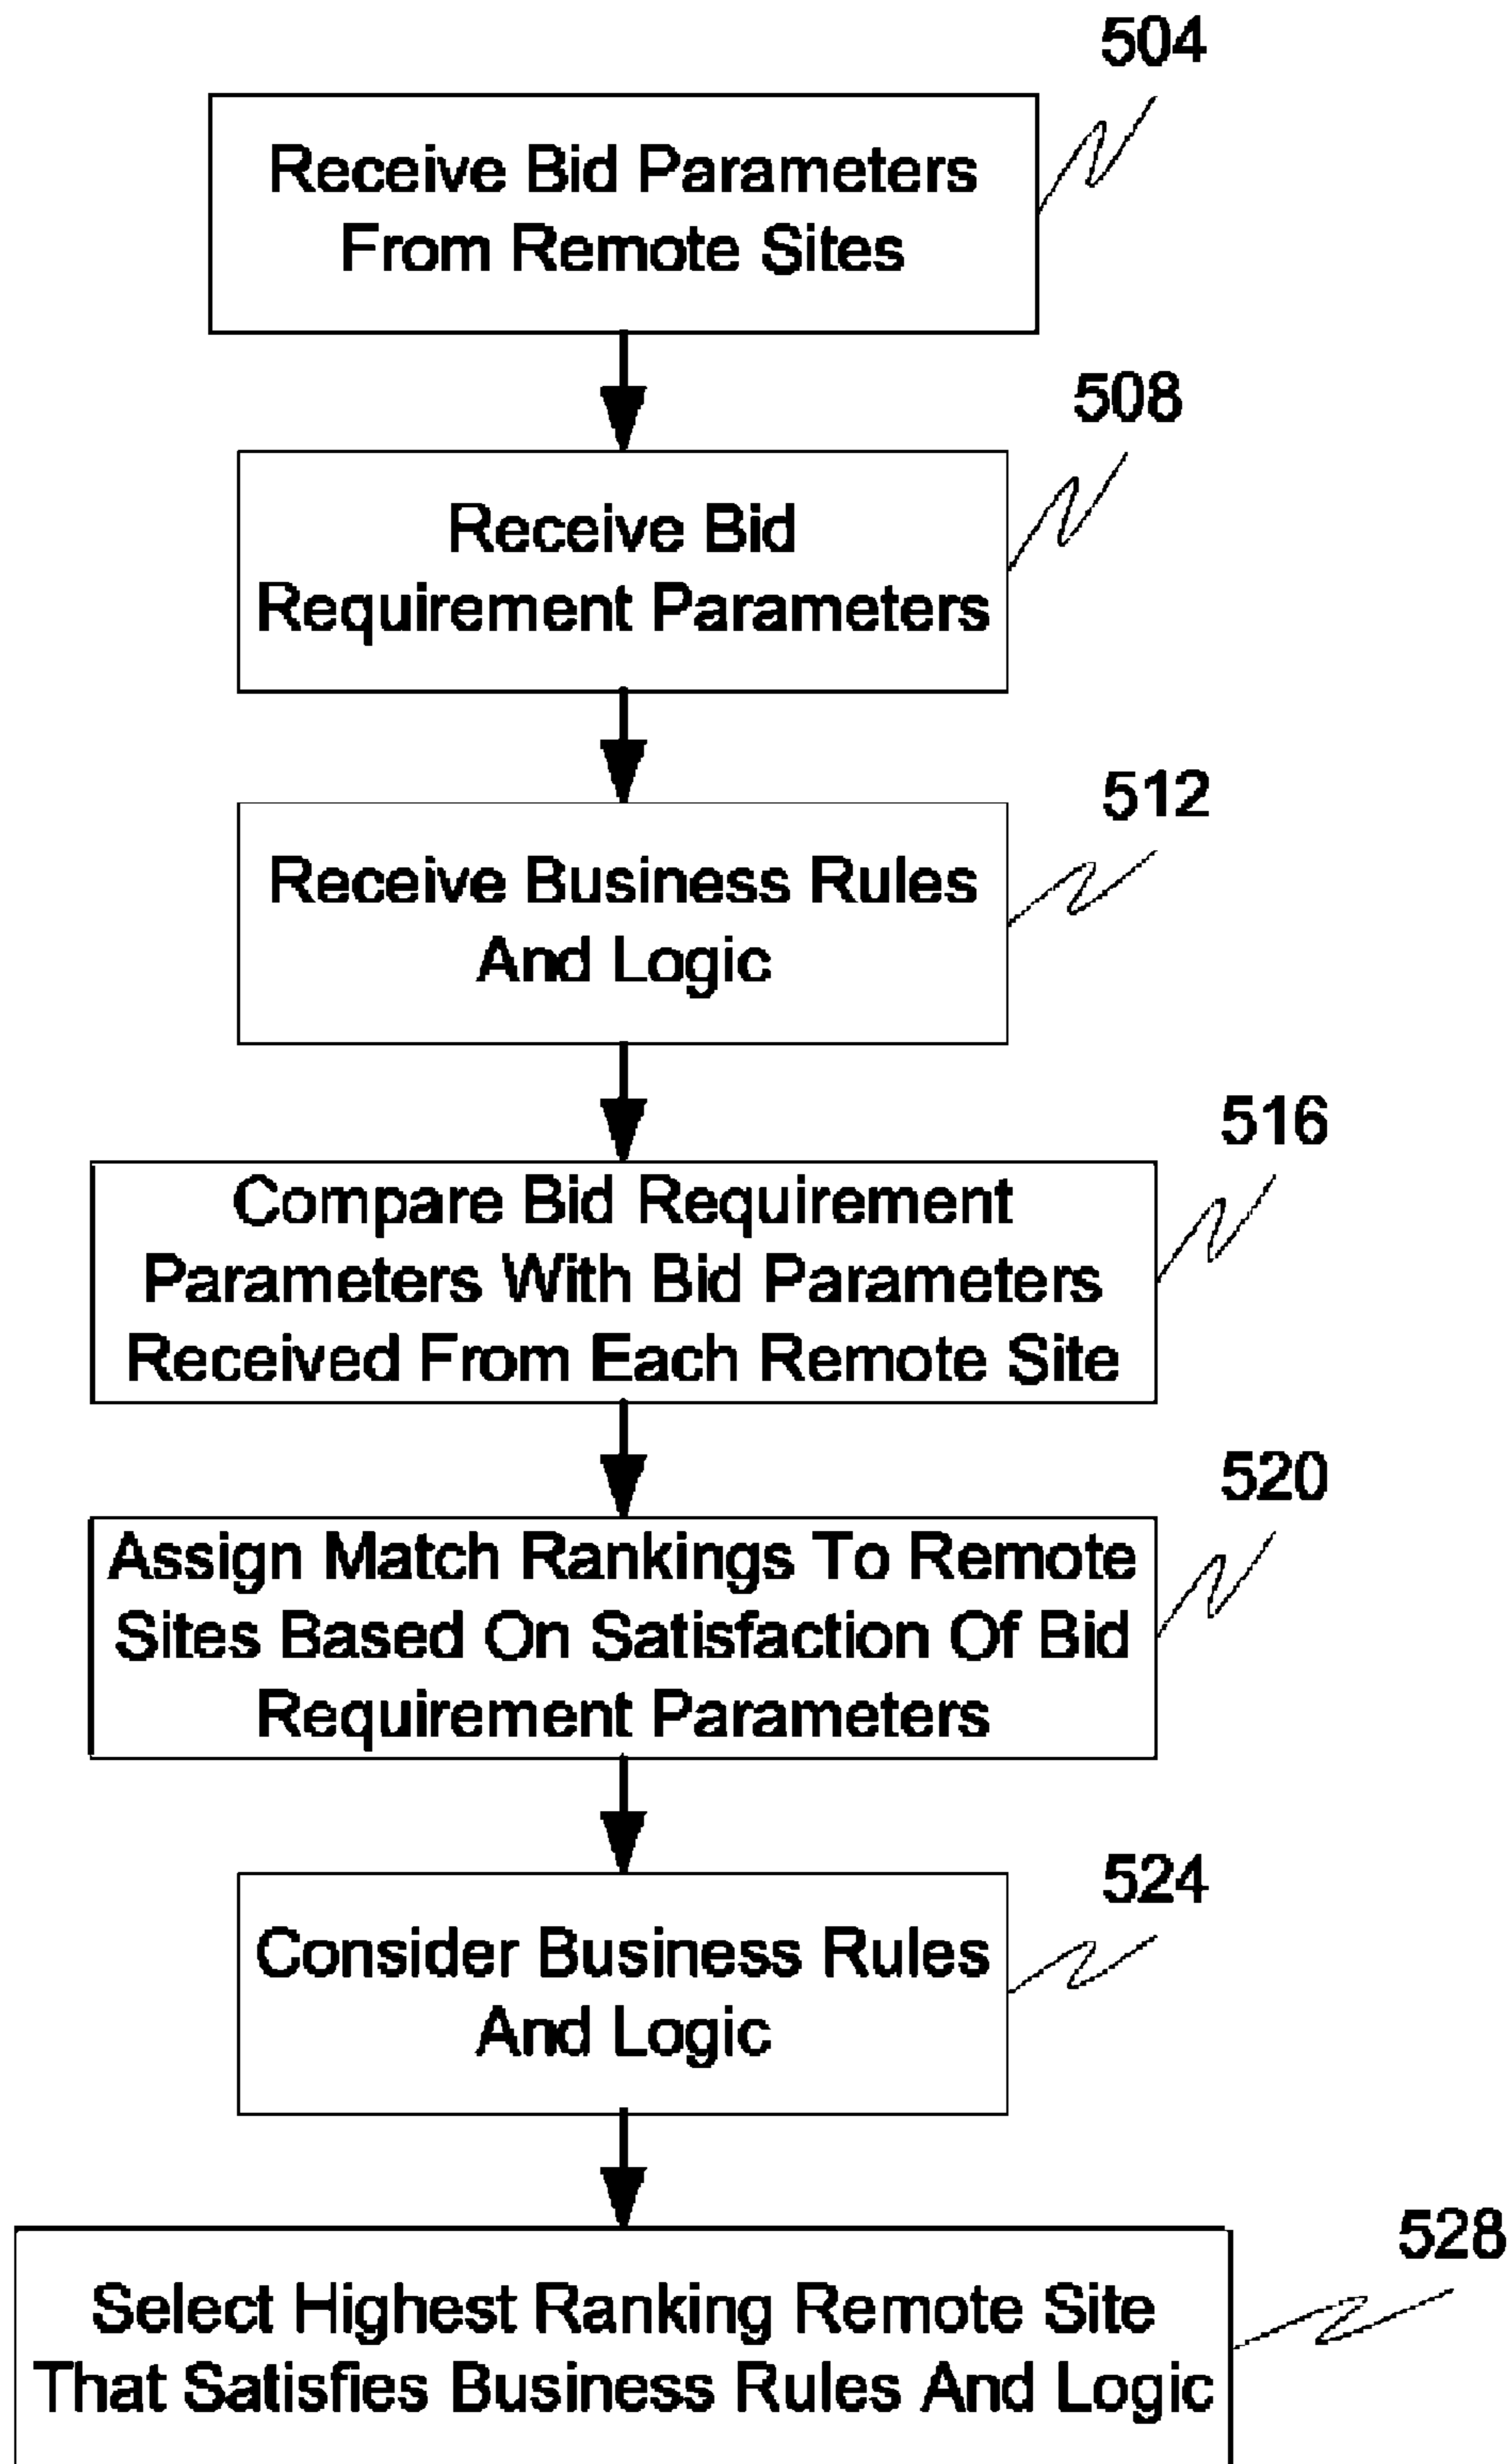 504
Receive Bid Parameters
From Remote Sites
508
Receive Bid
Requirement Parameters
512
Receive Business Rules
And Logic
516
Compare Bid Requirement
Parameters With Bid Parameters
Received From Each Remote Site
520
Assign Match Rankings To Remote
Sites Based On Satisfaction Of Bid
Requirement Parameters
524
Consider Business Rules
And Logic
528
Select Highest Ranking Remote Site
That Satisfies Business Rules And Logic